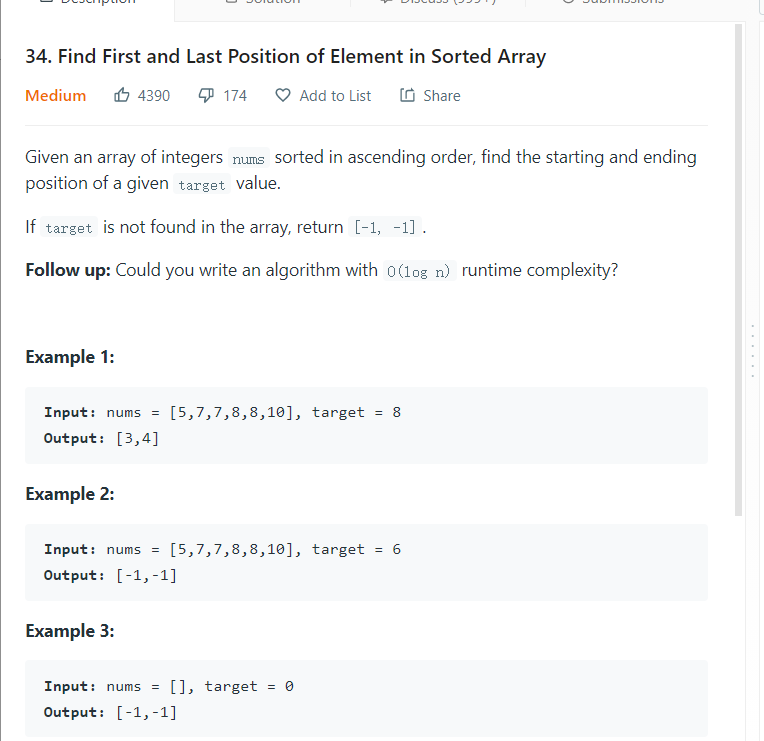 Description Solution Discuss (999+) Submissions
34. Find First and Last Position of Element in Sorted Array
Medium 4390 174 Add to List Share
Given an array of integers nums sorted in ascending order, find the starting and ending
position of a given target value.
If target is not found in the array, return [-1, -1].
Follow up: Could you write an algorithm with O(log n) runtime complexity?
Example 1:
Input: nums = [5,7,7,8,8,10], target = 8
Output: [3,4]
Example 2:
Input: nums = [5,7,7,8,8,10], target = 6
Output: [-1,-1]
Example 3:
Input: nums = [], target = 0
Output: [-1,-1]